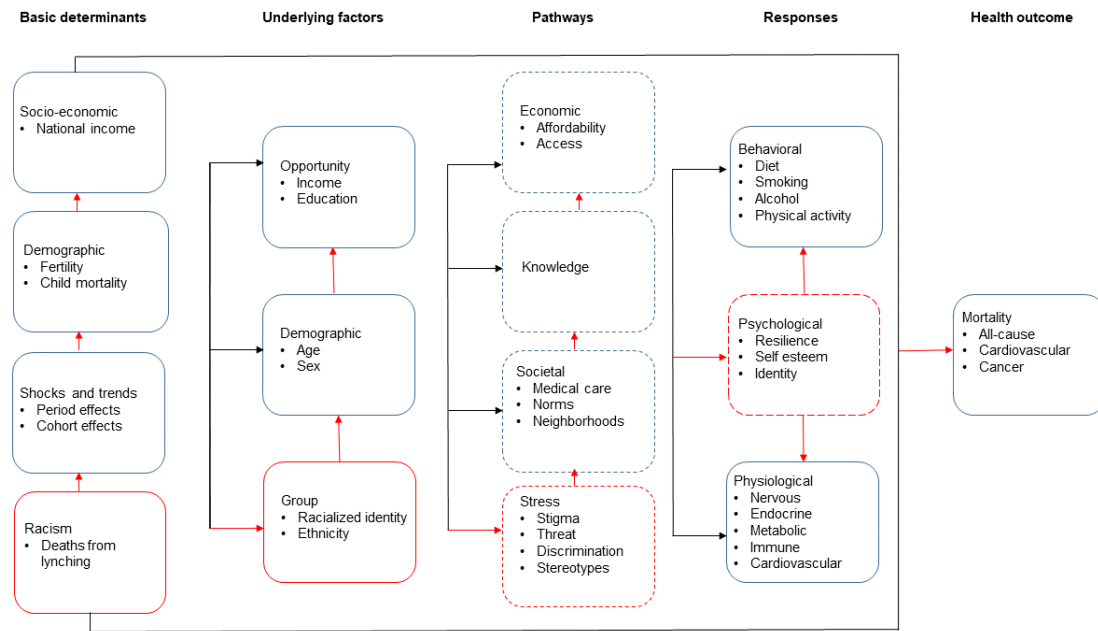 Basic determinants
Underlying factors
Pathways
Responses
Health outcome
Socio-economic
• National income
Demographic
• Fertility
• Child mortality
Shocks and trends
• Period effects
• Cohort effects
Racism
• Deaths from
lynching
Opportunity
• Income
• Education
Demographic
• Age
• Sex
Group
• Racialized identity
• Ethnicity
Economic
• Affordability
• Access
Knowledge
Societal
• Medical care
• Norms
• Neighborhoods
Stress
• Stigma
• Threat
• Discrimination
• Stereotypes
Behavioral
• Diet
• Smoking
• Alcohol
• Physical activity
Psychological
• Resilience
• Self esteem
• Identity
Physiological
• Nervous
• Endocrine
• Metabolic
• Immune
• Cardiovascular
Mortality
• All-cause
• Cardiovascular
• Cancer